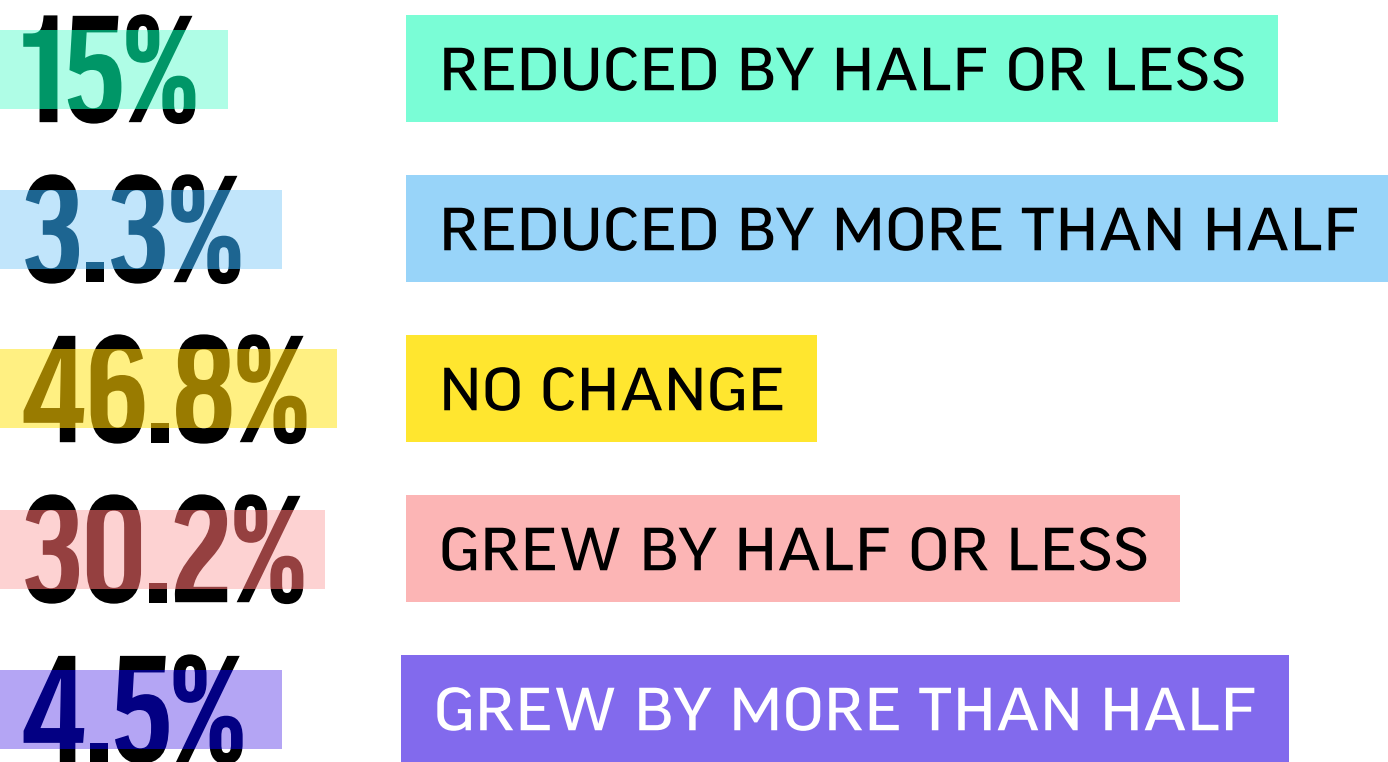 15% REDUCED BY HALF OR LESS
3.3% REDUCED BY MORE THAN HALF
46.8% NO CHANGE
30.2% GREW BY HALF OR LESS
4.5% GREW BY MORE THAN HALF